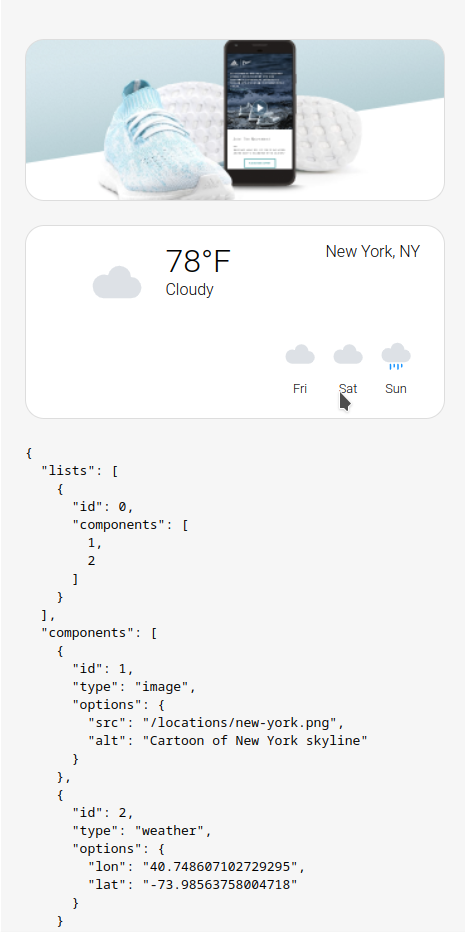 78°F
New York, NY
Cloudy
Fri Sat Sun
{
  "lists": [
    {
      "id": 0,
      "components": [
        1,
        2
      ]
    }
  ],
  "components": [
    {
      "id": 1,
      "type": "image",
      "options": {
        "src": "/locations/new-york.png",
        "alt": "Cartoon of New York skyline"
      }
    },
    {
      "id": 2,
      "type": "weather",
      "options": {
        "lon": "40.748607102729295",
        "lat": "-73.98563758004718"
      }
    }